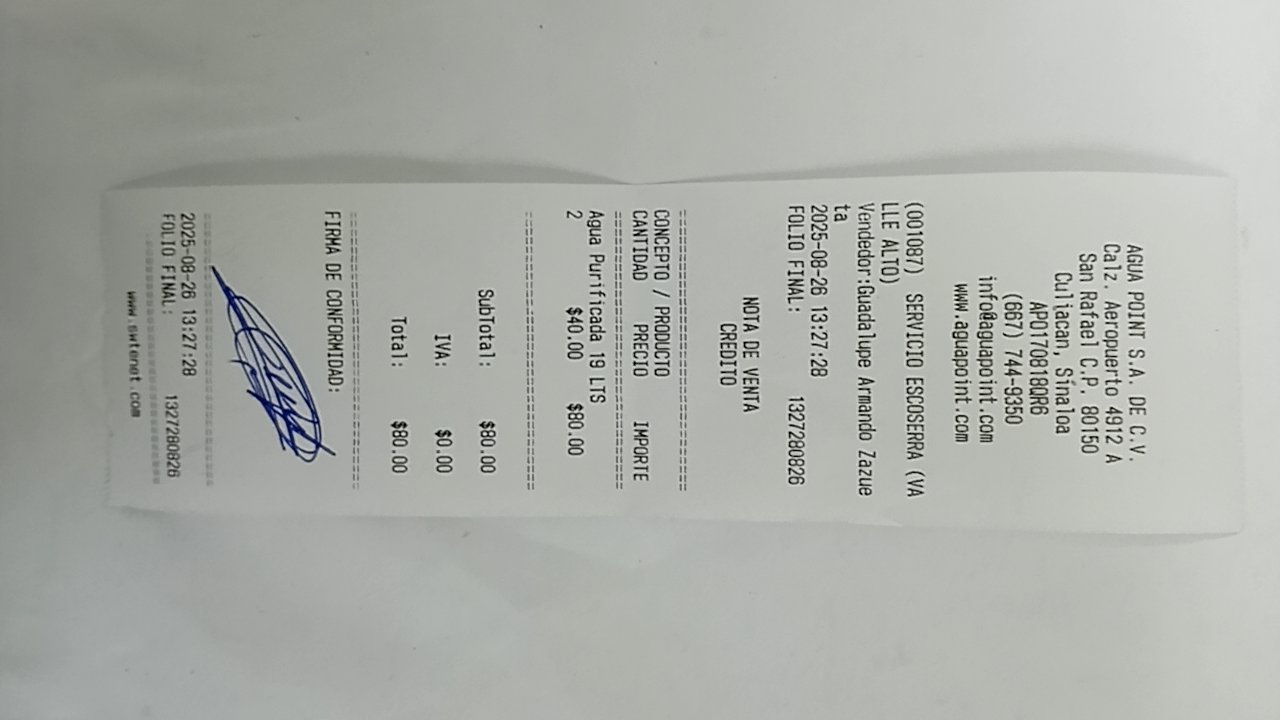 AGUA POINT S.A. DE C.V.
Calz. Aeropuerto 4912 A
San Rafael C.P. 80150
Culiacan, Sinaloa
APO170818QR6
(667) 744-9350
info@aguapoint.com
www.aguapoint.com
(001087) SERVICIO ESCOSERRA (VA
LLE ALTO)
Vendedor:Guadalupe Armando Zazue
ta
2025-08-26 13:27:28
FOLIO FINAL: 1327280826
NOTA DE VENTA
CREDITO
CONCEPTO / PRODUCTO
CANTIDAD PRECIO IMPORTE
Agua Purificada 19 LTS
2 $40.00 $80.00
SubTotal: $80.00
IVA: $0.00
Total: $80.00
FIRMA DE CONFORMIDAD:
2025-08-26 13:27:28
FOLIO FINAL: 1327280826
www.swternet.com